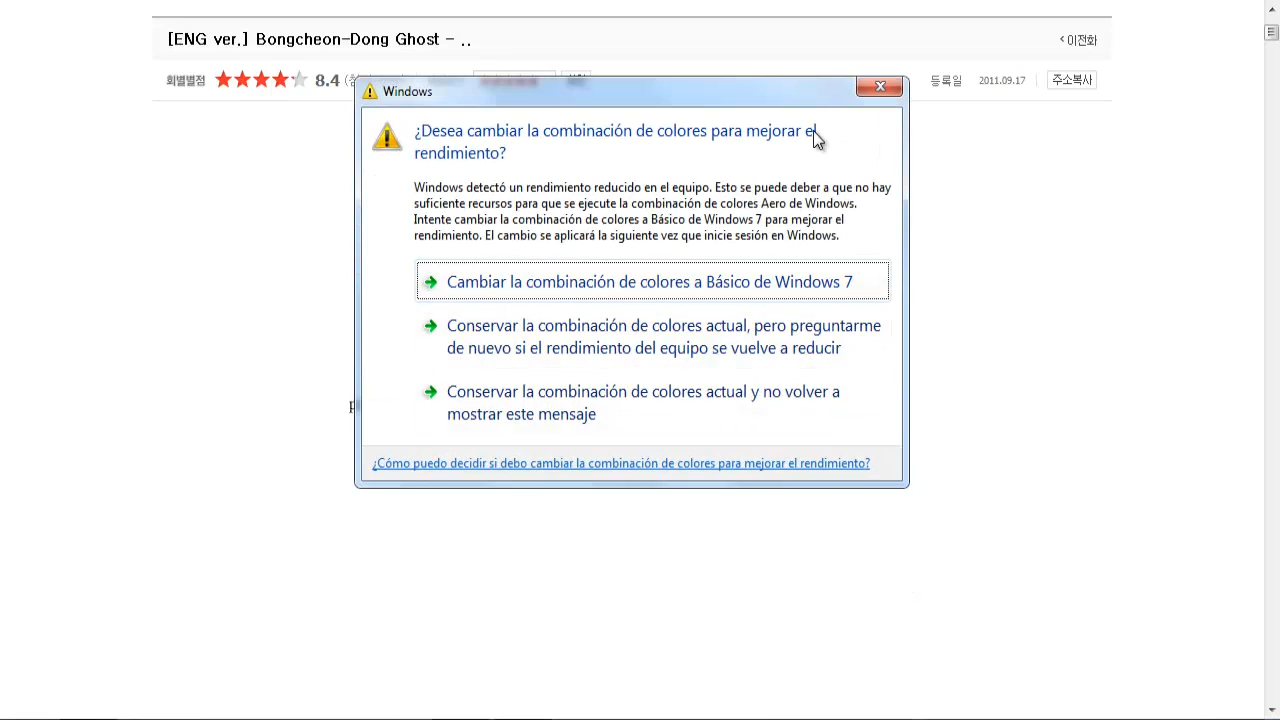 [ENG ver.] Bongcheon-Dong Ghost - ..
이전화
회별별점 8.4
등록일 2011.09.17 주소복사
Windows
¿Desea cambiar la combinación de colores para mejorar el
rendimiento?
Windows detectó un rendimiento reducido en el equipo. Esto se puede deber a que no hay
suficiente recursos para que se ejecute la combinación de colores Aero de Windows.
Intente cambiar la combinación de colores a Básico de Windows 7 para mejorar el
rendimiento. El cambio se aplicará la siguiente vez que inicie sesión en Windows.
Cambiar la combinación de colores a Básico de Windows 7
Conservar la combinación de colores actual, pero preguntarme
de nuevo si el rendimiento del equipo se vuelve a reducir
Conservar la combinación de colores actual y no volver a
mostrar este mensaje
¿Cómo puedo decidir si debo cambiar la combinación de colores para mejorar el rendimiento?